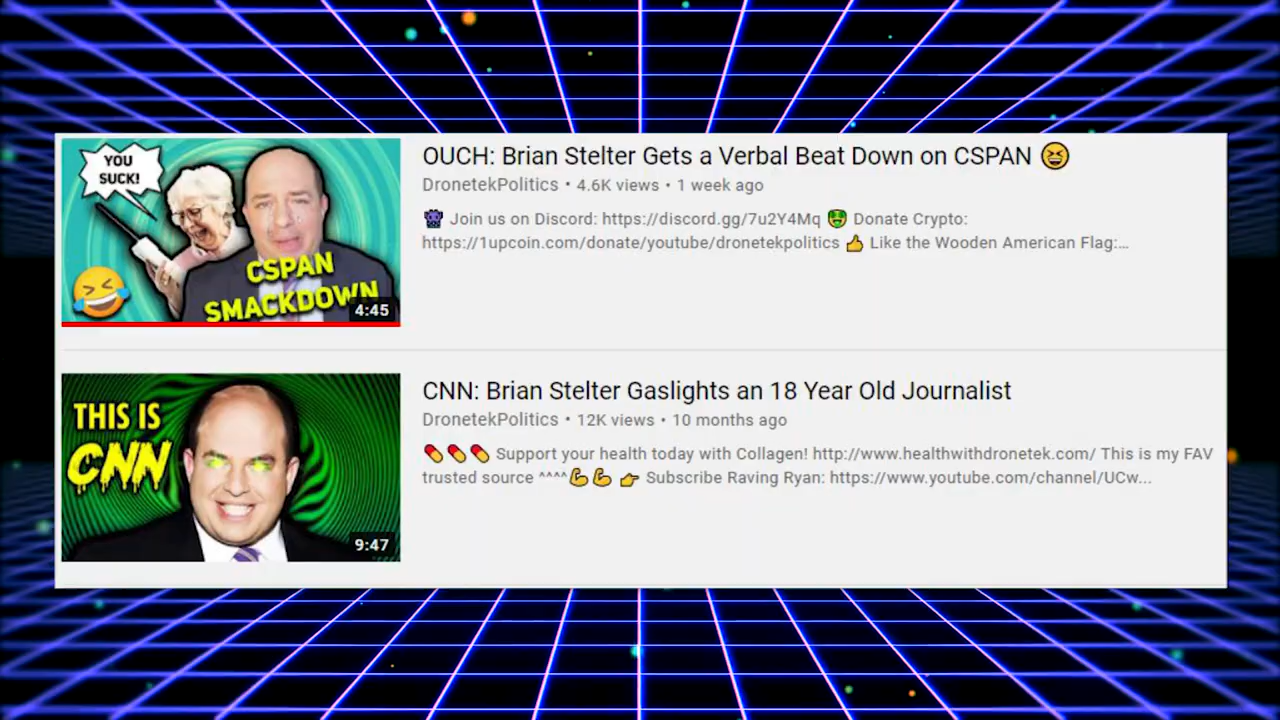 YOU
SUCK!
CSPAN
SMACKDOWN
4:45
OUCH: Brian Stelter Gets a Verbal Beat Down on CSPAN 😆
DronetekPolitics • 4.6K views • 1 week ago
👾 Join us on Discord: https://discord.gg/7u2Y4Mq 🤑 Donate Crypto:
https://1upcoin.com/donate/youtube/dronetekpolitics 👍 Like the Wooden American Flag:...
THIS IS
CNN
9:47
CNN: Brian Stelter Gaslights an 18 Year Old Journalist
DronetekPolitics • 12K views • 10 months ago
💊💊💊 Support your health today with Collagen! http://www.healthwithdronetek.com/ This is my FAV
trusted source ^^^^💪💪 👉 Subscribe Raving Ryan: https://www.youtube.com/channel/UCw...